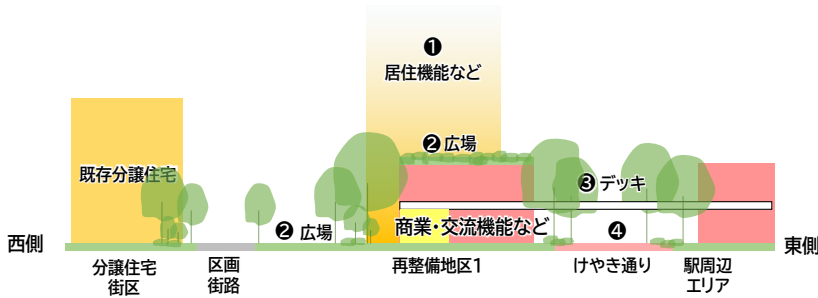 ❶
居住機能など
❷広場
既存分譲住宅
❸デッキ
商業・交流機能など
❷ 広場
❹
西側
東側
分譲住宅
街区
区画
街路
再整備地区1
けやき通り
駅周辺
エリア